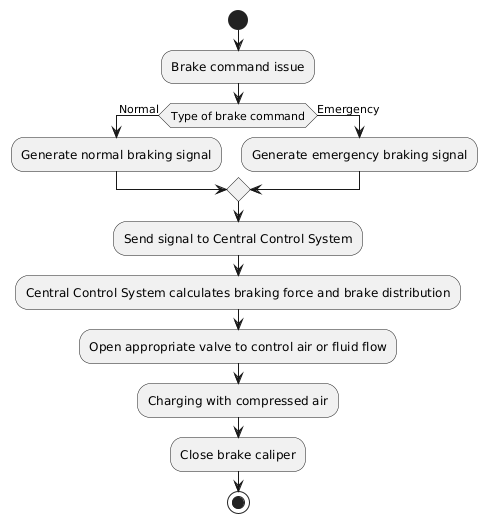 Brake command issue
Normal
Type of brake command
Emergency
Generate normal braking signal
Generate emergency braking signal
Send signal to Central Control System
Central Control System calculates braking force and brake distribution
Open appropriate valve to control air or fluid flow
Charging with compressed air
Close brake caliper